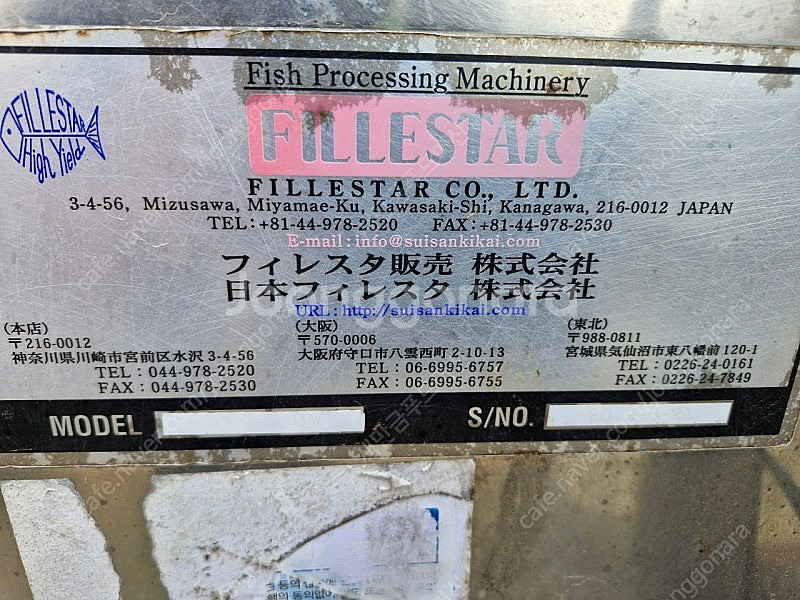 Fish Processing Machinery
FILLESTAR
High Yield
FILLESTAR
FILLESTAR CO., LTD.
3-4-56, Mizusawa, Miyamae-Ku, Kawasaki-Shi, Kanagawa, 216-0012 JAPAN
TEL:+81-44-978-2520 FAX:+81-44-978-2530
E-mail:info@suisankikai.com
フィレスタ販売 株式会社
日本フィレスタ 株式会社
URL: http://suisankikai.com
(本店) (大阪) (東北)
〒216-0012 〒570-0006 〒988-0811
神奈川県川崎市宮前区水沢 3-4-56 大阪府守口市八雲西町 2-10-13 宮城県気仙沼市東八幡前 120-1
TEL : 044-978-2520 TEL : 06-6995-6757 TEL : 0226-24-0161
FAX : 044-978-2530 FAX : 06-6995-6755 FAX : 0226-24-7849
MODEL S/NO.
Joonggonara
cafe.naver.com/joonggonara